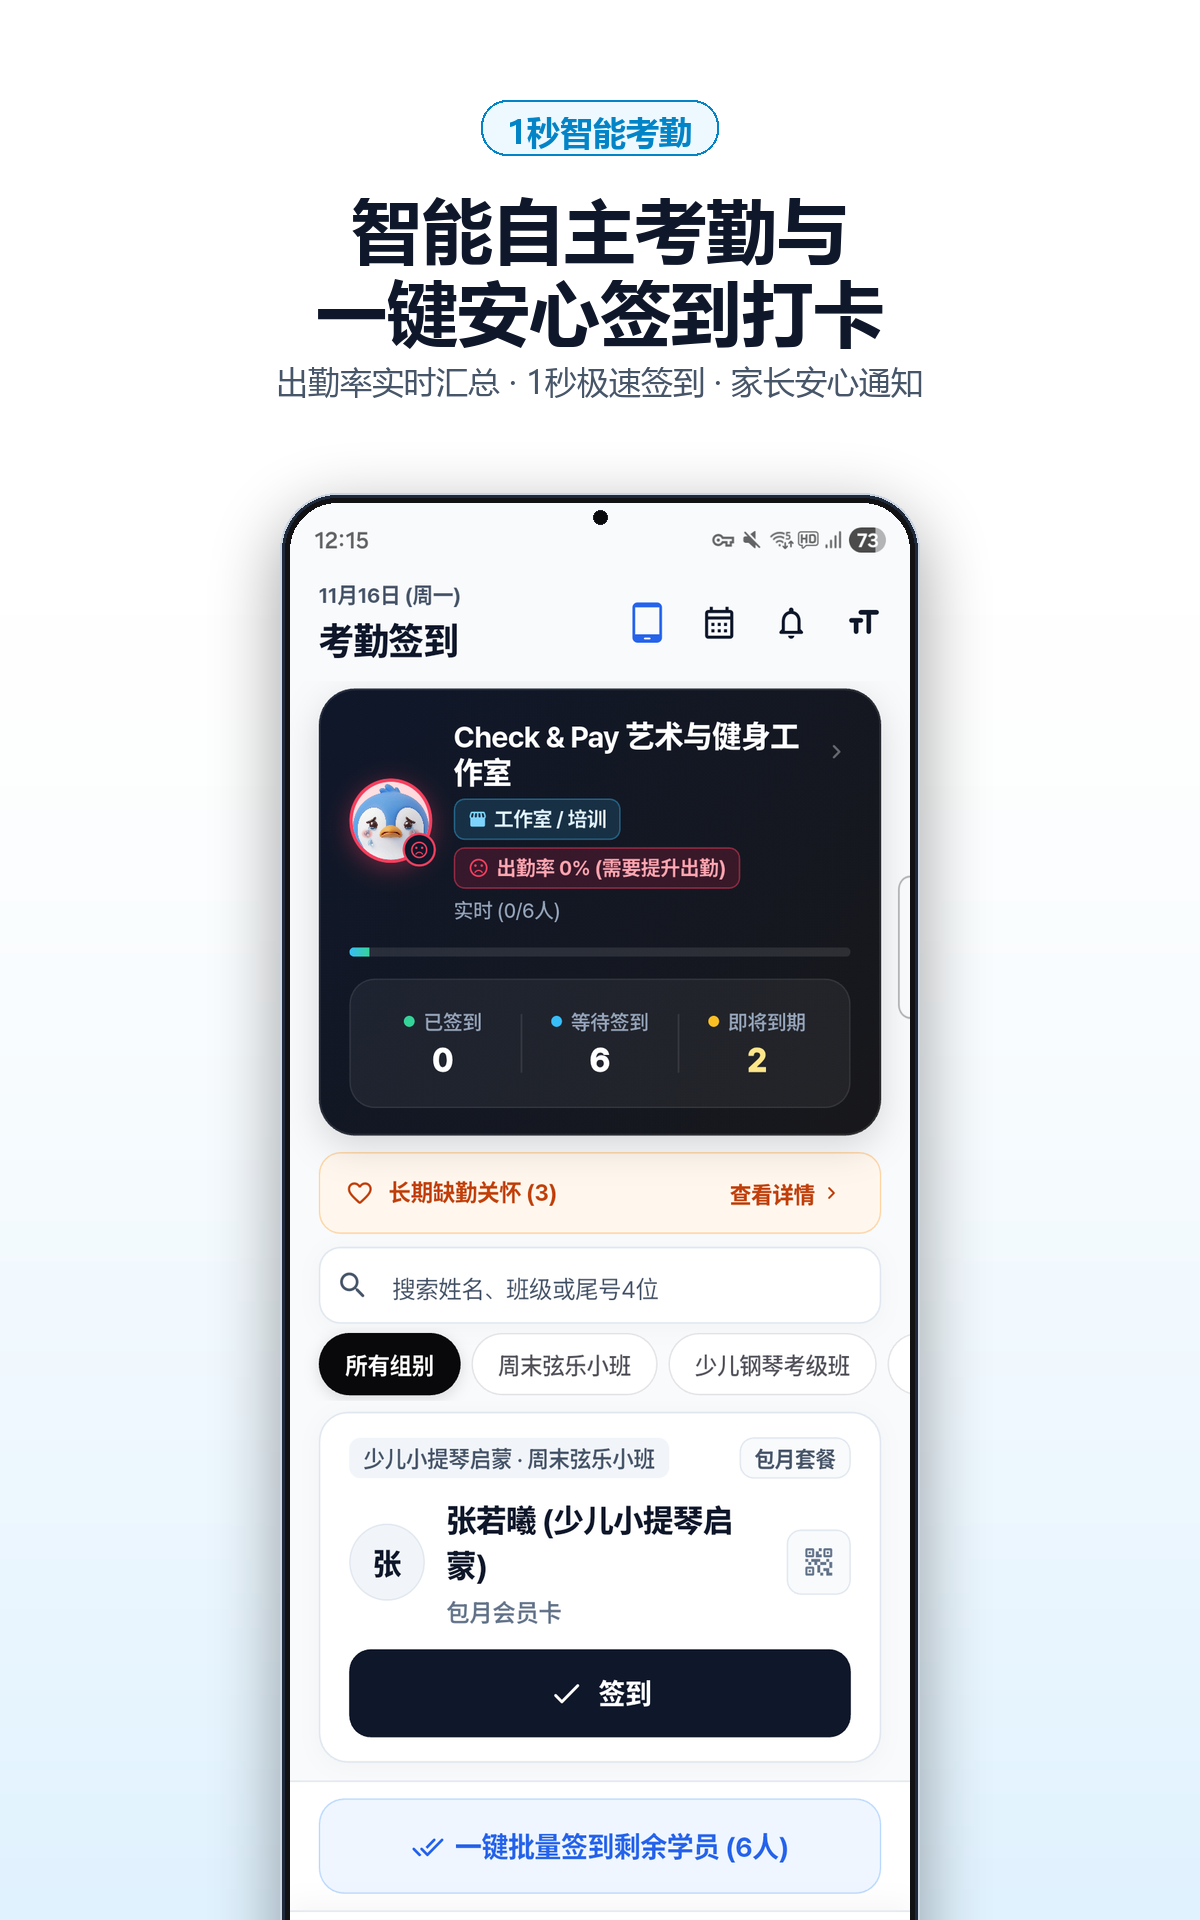 1秒智能考勤
智能自主考勤与
一键安心签到打卡
出勤率实时汇总 · 1秒极速签到 · 家长安心通知
12:15
HD
73
11月16日 (周一)
考勤签到
Check & Pay 艺术与健身工
作室
工作室 / 培训
出勤率 0% (需要提升出勤)
实时 (0/6人)
已签到
等待签到
即将到期
0
6
2
长期缺勤关怀 (3)
查看详情
搜索姓名、班级或尾号4位
所有组别
周末弦乐小班
少儿钢琴考级班
少儿小提琴启蒙 · 周末弦乐小班
包月套餐
张
张若曦 (少儿小提琴启
蒙)
包月会员卡
签到
一键批量签到剩余学员 (6人)